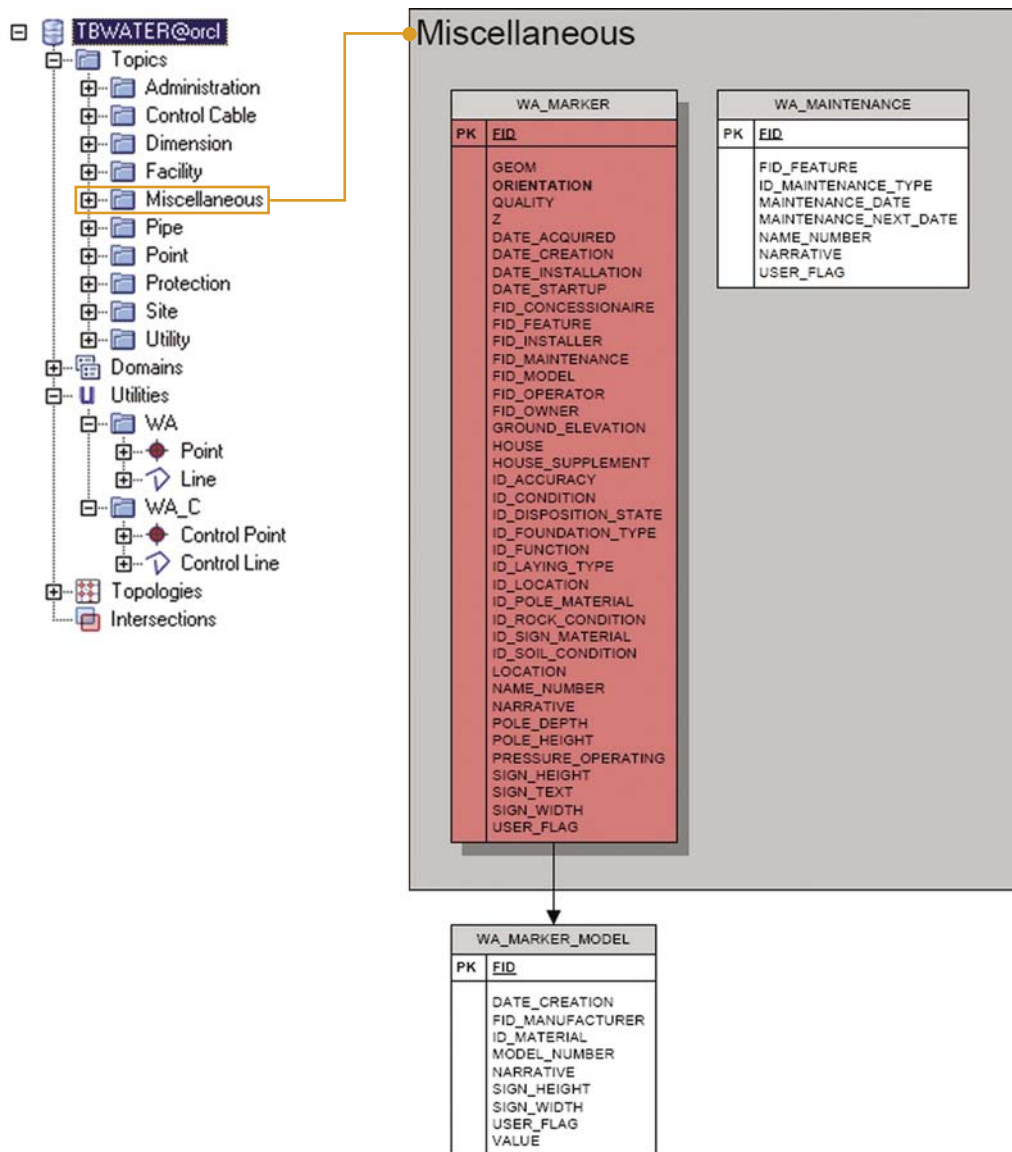 TBWATER@orcl
Topics
Administration
Control Cable
Dimension
Facility
Miscellaneous
Pipe
Point
Protection
Site
Utility
Domains
U Utilities
WA
Point
Line
WA_C
Control Point
Control Line
Topologies
Intersections
Miscellaneous
WA_MARKER
PK FID
GEOM
ORIENTATION
QUALITY
Z
DATE_ACQUIRED
DATE_CREATION
DATE_INSTALLATION
DATE_STARTUP
FID_CONCESSIONAIRE
FID_FEATURE
FID_INSTALLER
FID_MAINTENANCE
FID_MODEL
FID_OPERATOR
FID_OWNER
GROUND_ELEVATION
HOUSE
HOUSE_SUPPLEMENT
ID_ACCURACY
ID_CONDITION
ID_DISPOSITION_STATE
ID_FOUNDATION_TYPE
ID_FUNCTION
ID_LAYING_TYPE
ID_LOCATION
ID_POLE_MATERIAL
ID_ROCK_CONDITION
ID_SIGN_MATERIAL
ID_SOIL_CONDITION
LOCATION
NAME_NUMBER
NARRATIVE
POLE_DEPTH
POLE_HEIGHT
PRESSURE_OPERATING
SIGN_HEIGHT
SIGN_TEXT
SIGN_WIDTH
USER_FLAG
WA_MAINTENANCE
PK FID
FID_FEATURE
ID_MAINTENANCE_TYPE
MAINTENANCE_DATE
MAINTENANCE_NEXT_DATE
NAME_NUMBER
NARRATIVE
USER_FLAG
WA_MARKER_MODEL
PK FID
DATE_CREATION
FID_MANUFACTURER
ID_MATERIAL
MODEL_NUMBER
NARRATIVE
SIGN_HEIGHT
SIGN_WIDTH
USER_FLAG
VALUE